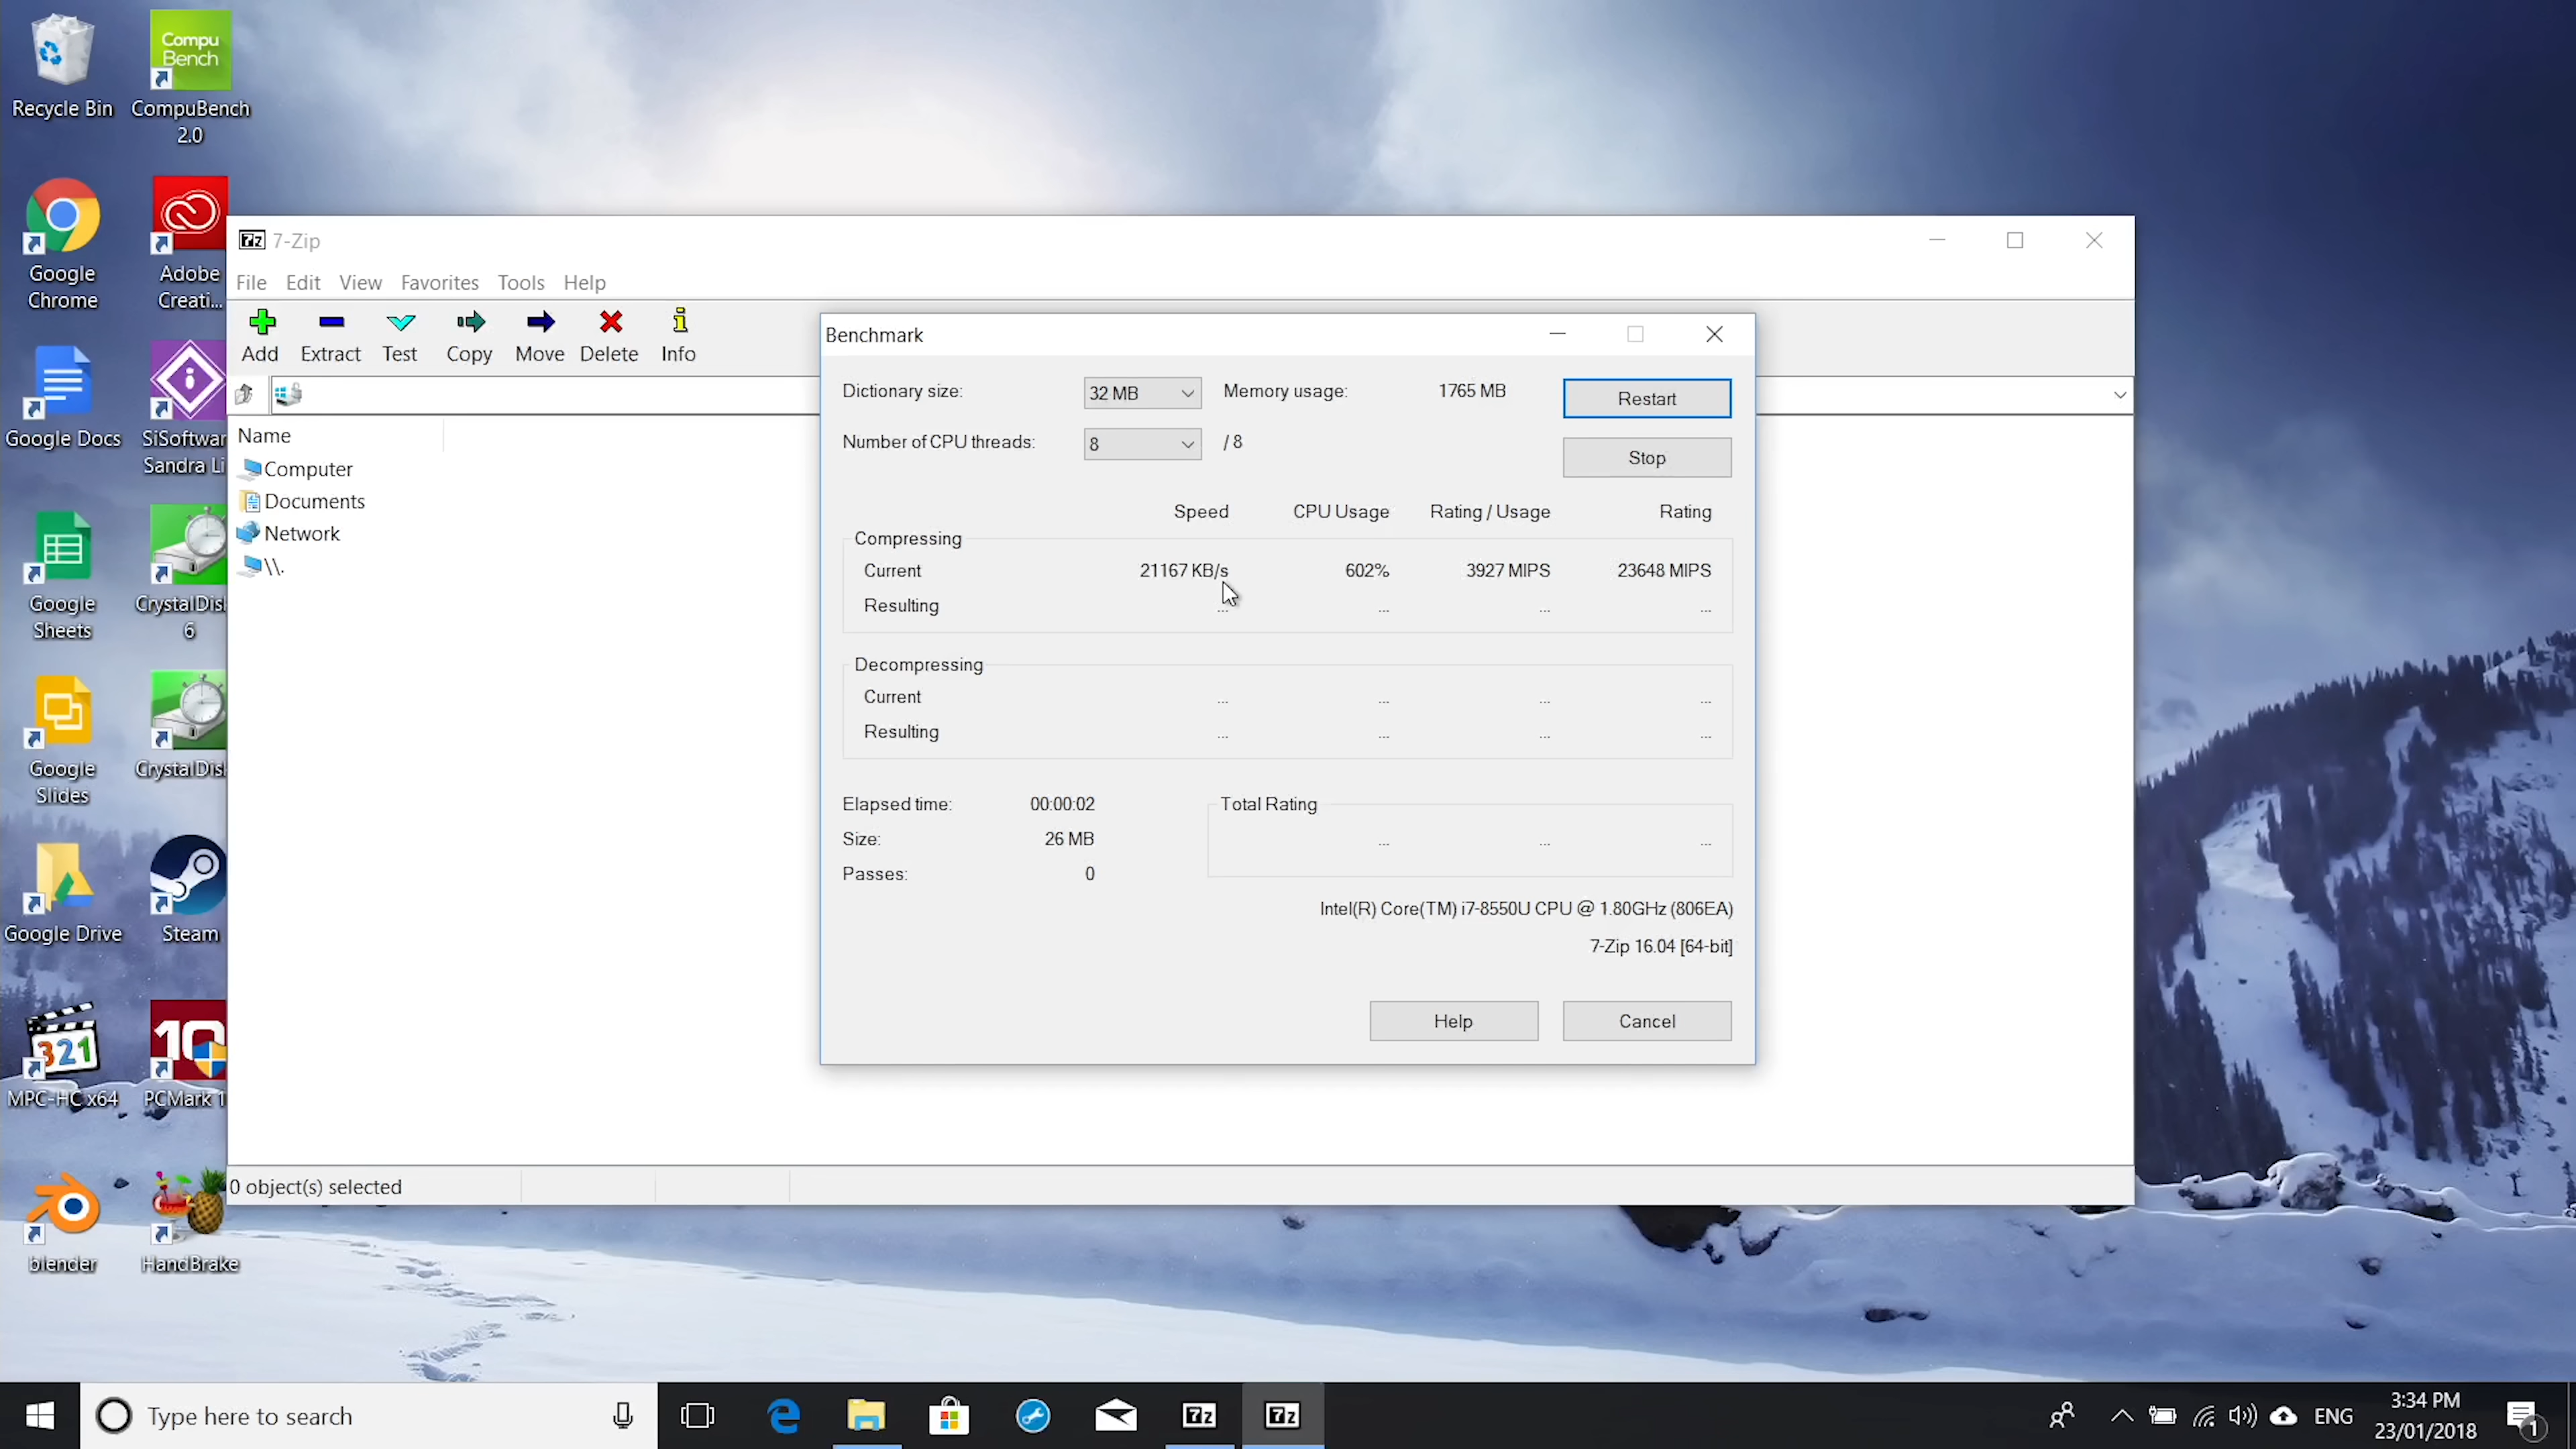 Recycle Bin
Compu
Bench
CompuBench
2.0
Google
Chrome
Adobe
Creati...
Google Docs
SiSoftwar
Sandra Li
Google
Sheets
CrystalDis
6
Google
Slides
CrystalDis
Google Drive
Steam
321
MPC-HC x64
10
PCMark 1
blender
HandBrake
7z 7-Zip
File Edit View Favorites Tools Help
Add Extract Test Copy Move Delete Info
Name
Computer
Documents
Network
\\.
0 object(s) selected
Benchmark
Dictionary size: 32 MB Memory usage: 1765 MB Restart
Number of CPU threads: 8 / 8 Stop
Speed CPU Usage Rating / Usage Rating
Compressing
Current 21167 KB/s 602% 3927 MIPS 23648 MIPS
Resulting ... ... ... ...
Decompressing
Current ... ... ... ...
Resulting ... ... ... ...
Elapsed time: 00:00:02 Total Rating
Size: 26 MB ... ... ...
Passes: 0
Intel(R) Core(TM) i7-8550U CPU @ 1.80GHz (806EA)
7-Zip 16.04 [64-bit]
Help Cancel
Type here to search
7z 7z
ENG
3:34 PM
23/01/2018
1